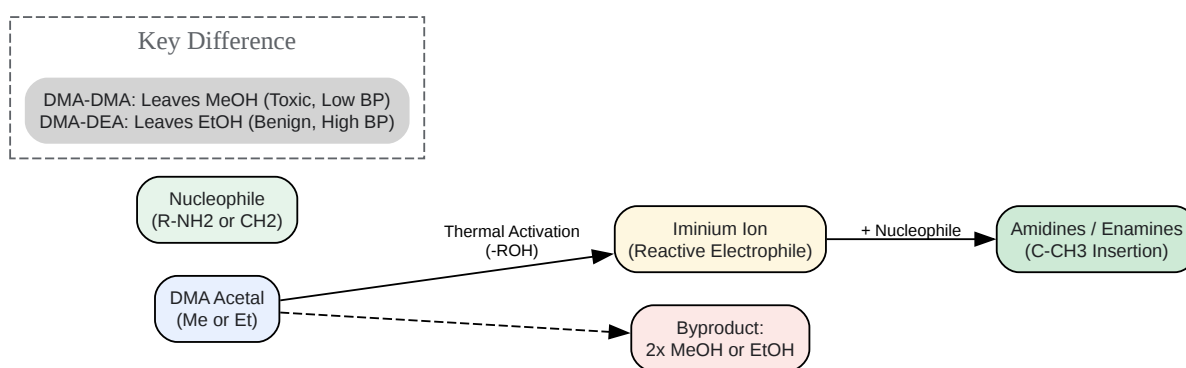 Key Difference
DMA-DMA: Leaves MeOH (Toxic, Low BP)
DMA-DEA: Leaves EtOH (Benign, High BP)
Nucleophile
(R-NH2 or CH2)
Thermal Activation
(-ROH)
Iminium Ion
(Reactive Electrophile)
+ Nucleophile
Amidines / Enamines
(C-CH3 Insertion)
DMA Acetal
(Me or Et)
Byproduct:
2x MeOH or EtOH